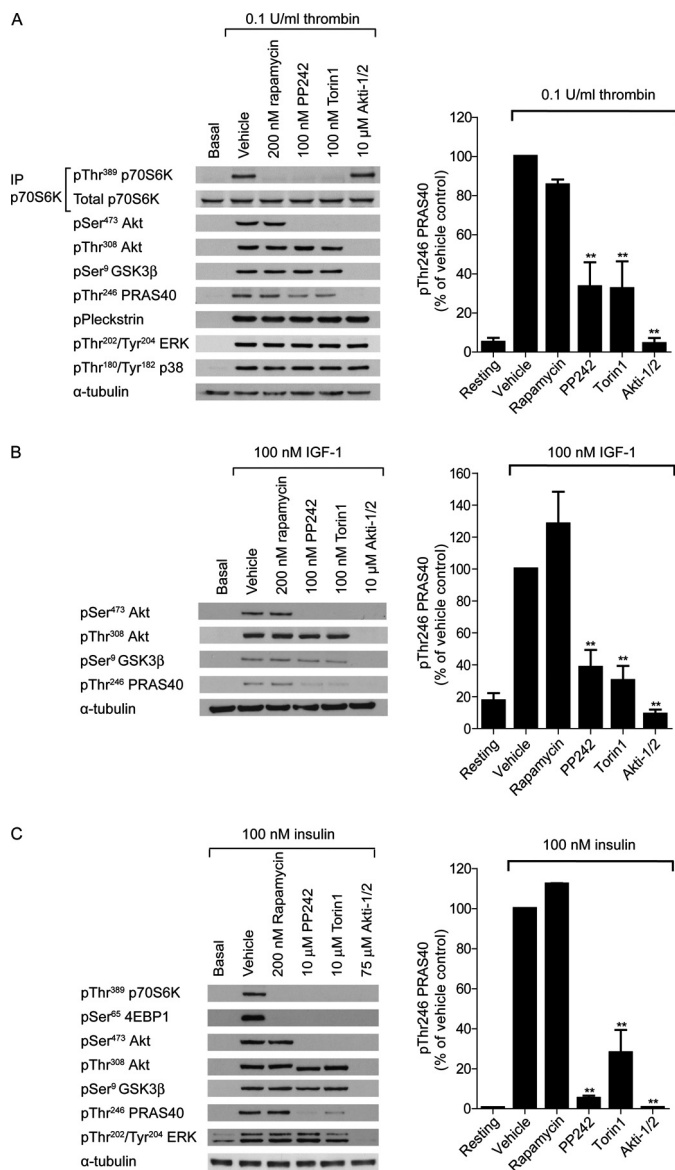 A
0.1 U/ml thrombin
Basal
Vehicle
200 nM rapamycin
100 nM PP242
100 nM Torin1
10 µM Akti-1/2
IP
p70S6K
pThr³⁸⁹ p70S6K
Total p70S6K
pSer⁴⁷³ Akt
pThr³⁰⁸ Akt
pSer⁹ GSK3β
pThr²⁴⁶ PRAS40
pPleckstrin
pThr²⁰²/Tyr²⁰⁴ ERK
pThr¹⁸⁰/Tyr¹⁸² p38
α-tubulin
0.1 U/ml thrombin
pThr246 PRAS40
(% of vehicle control)
120
100
80
60
40
20
0
** ** **
Resting
Vehicle
Rapamycin
PP242
Torin1
Akti-1/2
B
100 nM IGF-1
Basal
Vehicle
200 nM rapamycin
100 nM PP242
100 nM Torin1
10 µM Akti-1/2
pSer⁴⁷³ Akt
pThr³⁰⁸ Akt
pSer⁹ GSK3β
pThr²⁴⁶ PRAS40
α-tubulin
100 nM IGF-1
pThr246 PRAS40
(% of vehicle control)
160
140
120
100
80
60
40
20
0
** ** **
Resting
Vehicle
Rapamycin
PP242
Torin1
Akti-1/2
C
100 nM insulin
Basal
Vehicle
200 nM Rapamycin
10 µM PP242
10 µM Torin1
75 µM Akti-1/2
pThr³⁸⁹ p70S6K
pSer⁶⁵ 4EBP1
pSer⁴⁷³ Akt
pThr³⁰⁸ Akt
pSer⁹ GSK3β
pThr²⁴⁶ PRAS40
pThr²⁰²/Tyr²⁰⁴ ERK
α-tubulin
100 nM insulin
pThr246 PRAS40
(% of vehicle control)
120
100
80
60
40
20
0
** ** **
Resting
Vehicle
Rapamycin
PP242
Torin1
Akti-1/2